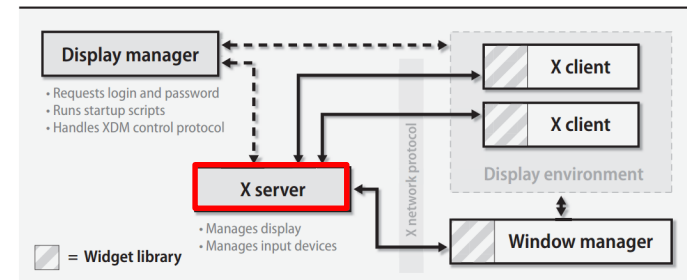 Display manager
• Requests login and password
• Runs startup scripts
• Handles XDM control protocol
X client
X client
Display environment
X network protocol
X server
• Manages display
• Manages input devices
Window manager
= Widget library